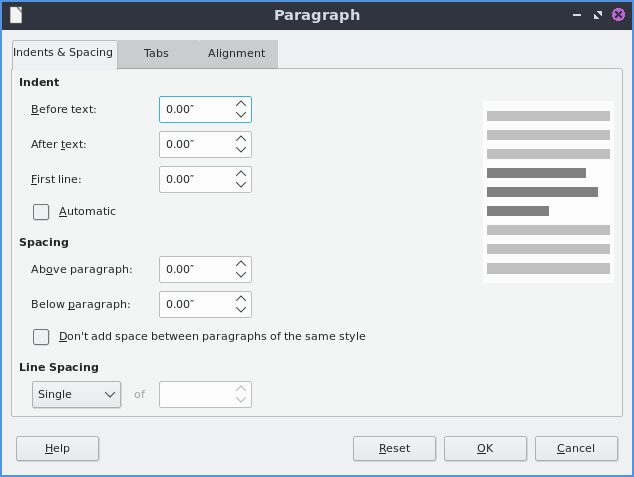 Paragraph
Indents & Spacing Tabs Alignment
Indent
Before text: 0.00″
After text: 0.00″
First line: 0.00″
Automatic
Spacing
Above paragraph: 0.00″
Below paragraph: 0.00″
Don't add space between paragraphs of the same style
Line Spacing
Single of
Help Reset OK Cancel